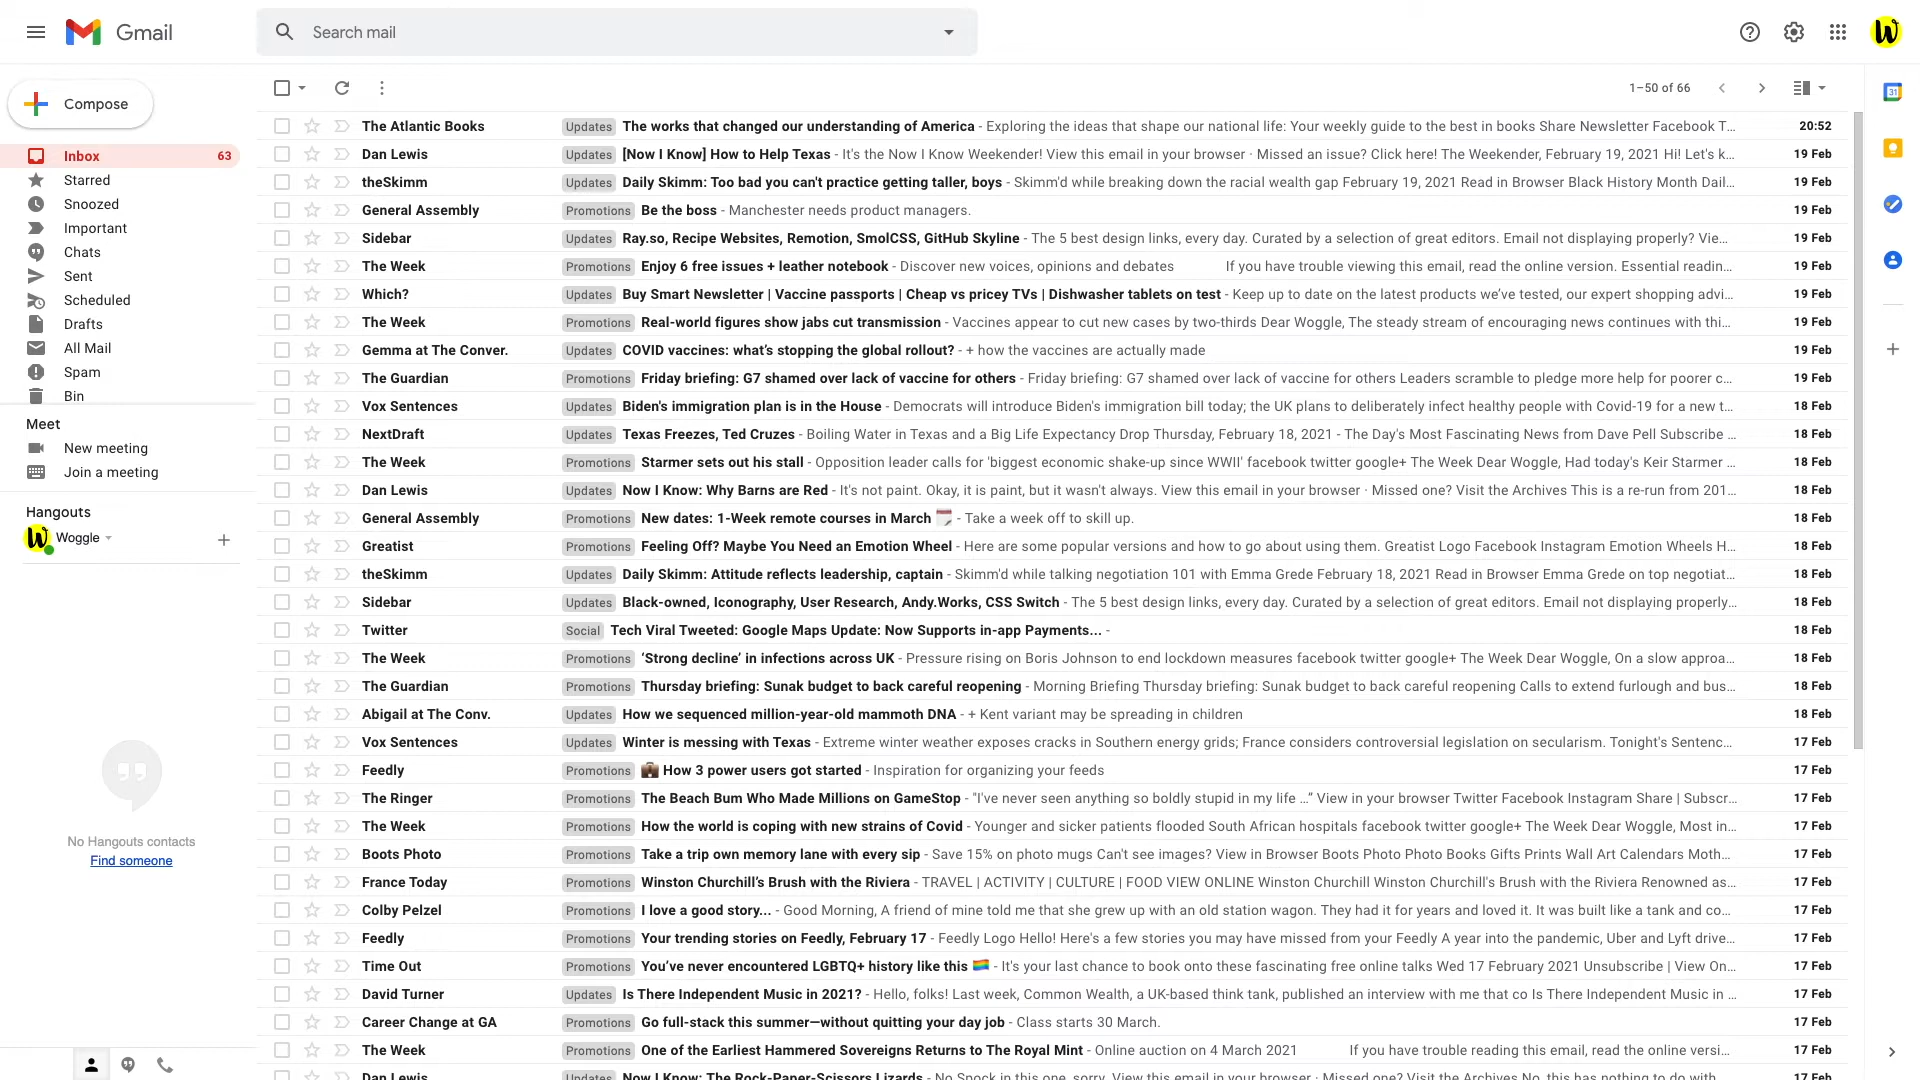 Gmail
Search mail
Compose
Inbox 63
Starred
Snoozed
Important
Chats
Sent
Scheduled
Drafts
All Mail
Spam
Bin
Meet
New meeting
Join a meeting
Hangouts
Woggle
No Hangouts contacts
Find someone
1–50 of 66
The Atlantic Books Updates The works that changed our understanding of America - Exploring the ideas that shape our national life: Your weekly guide to the best in books Share Newsletter Facebook T... 20:52
Dan Lewis Updates [Now I Know] How to Help Texas - It's the Now I Know Weekender! View this email in your browser · Missed an issue? Click here! The Weekender, February 19, 2021 Hi! Let's k... 19 Feb
theSkimm Updates Daily Skimm: Too bad you can't practice getting taller, boys - Skimm'd while breaking down the racial wealth gap February 19, 2021 Read in Browser Black History Month Dail... 19 Feb
General Assembly Promotions Be the boss - Manchester needs product managers. 19 Feb
Sidebar Updates Ray.so, Recipe Websites, Remotion, SmolCSS, GitHub Skyline - The 5 best design links, every day. Curated by a selection of great editors. Email not displaying properly? Vie... 19 Feb
The Week Promotions Enjoy 6 free issues + leather notebook - Discover new voices, opinions and debates If you have trouble viewing this email, read the online version. Essential readin... 19 Feb
Which? Updates Buy Smart Newsletter | Vaccine passports | Cheap vs pricey TVs | Dishwasher tablets on test - Keep up to date on the latest products we’ve tested, our expert shopping advi... 19 Feb
The Week Promotions Real-world figures show jabs cut transmission - Vaccines appear to cut new cases by two-thirds Dear Woggle, The steady stream of encouraging news continues with thi... 19 Feb
Gemma at The Conver. Updates COVID vaccines: what’s stopping the global rollout? - + how the vaccines are actually made 19 Feb
The Guardian Promotions Friday briefing: G7 shamed over lack of vaccine for others - Friday briefing: G7 shamed over lack of vaccine for others Leaders scramble to pledge more help for poorer c... 19 Feb
Vox Sentences Updates Biden's immigration plan is in the House - Democrats will introduce Biden's immigration bill today; the UK plans to deliberately infect healthy people with Covid-19 for a new t... 18 Feb
NextDraft Updates Texas Freezes, Ted Cruzes - Boiling Water in Texas and a Big Life Expectancy Drop Thursday, February 18, 2021 - The Day's Most Fascinating News from Dave Pell Subscribe ... 18 Feb
The Week Promotions Starmer sets out his stall - Opposition leader calls for 'biggest economic shake-up since WWII' facebook twitter google+ The Week Dear Woggle, Had today's Keir Starmer ... 18 Feb
Dan Lewis Updates Now I Know: Why Barns are Red - It's not paint. Okay, it is paint, but it wasn't always. View this email in your browser · Missed one? Visit the Archives This is a re-run from 201... 18 Feb
General Assembly Promotions New dates: 1-Week remote courses in March - Take a week off to skill up. 18 Feb
Greatist Promotions Feeling Off? Maybe You Need an Emotion Wheel - Here are some popular versions and how to go about using them. Greatist Logo Facebook Instagram Emotion Wheels H... 18 Feb
theSkimm Updates Daily Skimm: Attitude reflects leadership, captain - Skimm'd while talking negotiation 101 with Emma Grede February 18, 2021 Read in Browser Emma Grede on top negotiat... 18 Feb
Sidebar Updates Black-owned, Iconography, User Research, Andy.Works, CSS Switch - The 5 best design links, every day. Curated by a selection of great editors. Email not displaying properly... 18 Feb
Twitter Social Tech Viral Tweeted: Google Maps Update: Now Supports in-app Payments... - 18 Feb
The Week Promotions ‘Strong decline’ in infections across UK - Pressure rising on Boris Johnson to end lockdown measures facebook twitter google+ The Week Dear Woggle, On a slow approa... 18 Feb
The Guardian Promotions Thursday briefing: Sunak budget to back careful reopening - Morning Briefing Thursday briefing: Sunak budget to back careful reopening Calls to extend furlough and bus... 18 Feb
Abigail at The Conv. Updates How we sequenced million-year-old mammoth DNA - + Kent variant may be spreading in children 18 Feb
Vox Sentences Updates Winter is messing with Texas - Extreme winter weather exposes cracks in Southern energy grids; France considers controversial legislation on secularism. Tonight's Sentenc... 17 Feb
Feedly Promotions How 3 power users got started - Inspiration for organizing your feeds 17 Feb
The Ringer Promotions The Beach Bum Who Made Millions on GameStop - "I've never seen anything so boldly stupid in my life …” View in your browser Twitter Facebook Instagram Share | Subscr... 17 Feb
The Week Promotions How the world is coping with new strains of Covid - Younger and sicker patients flooded South African hospitals facebook twitter google+ The Week Dear Woggle, Most in... 17 Feb
Boots Photo Promotions Take a trip own memory lane with every sip - Save 15% on photo mugs Can't see images? View in Browser Boots Photo Photo Books Gifts Prints Wall Art Calendars Moth... 17 Feb
France Today Promotions Winston Churchill’s Brush with the Riviera - TRAVEL | ACTIVITY | CULTURE | FOOD VIEW ONLINE Winston Churchill Winston Churchill's Brush with the Riviera Renowned as... 17 Feb
Colby Pelzel Promotions I love a good story... - Good Morning, A friend of mine told me that she grew up with an old station wagon. They had it for years and loved it. It was built like a tank and co... 17 Feb
Feedly Promotions Your trending stories on Feedly, February 17 - Feedly Logo Hello! Here's a few stories you may have missed from your Feedly A year into the pandemic, Uber and Lyft drive... 17 Feb
Time Out Promotions You’ve never encountered LGBTQ+ history like this - It's your last chance to book onto these fascinating free online talks Wed 17 February 2021 Unsubscribe | View On... 17 Feb
David Turner Updates Is There Independent Music in 2021? - Hello, folks! Last week, Common Wealth, a UK-based think tank, published an interview with me that co Is There Independent Music in ... 17 Feb
Career Change at GA Promotions Go full-stack this summer—without quitting your day job - Class starts 30 March. 17 Feb
The Week Promotions One of the Earliest Hammered Sovereigns Returns to The Royal Mint - Online auction on 4 March 2021 If you have trouble reading this email, read the online versi... 17 Feb
Dan Lewis Updates Now I Know: The Rock-Paper-Scissors Lizards - No Spock in this one, sorry. View this email in your browser · Missed one? Visit the Archives No, this has nothing to do with 17 Feb
31